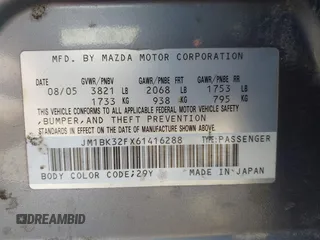 MFD. BY MAZDA MOTOR CORPORATION
GVWR/PNBV GVWR/PNBE FRT GVWR/PNBE RR
08/05 3821 LB 2068 LB 1753 LB
1733 KG 938 KG 795 KG
THIS VEHICLE CONFORMS TO ALL APPLICABLE FEDERAL MOTOR VEHICLE SAFETY
,BUMPER,AND THEFT PREVENTION
STANDARDS IN EFFECT ON THE DATE OF MANUFACTURE SHOWN ABOVE.
JM1BK32FX61416288 TYPE:PASSENGER
BODY COLOR CODE;29Y MADE IN JAPAN
DREAMBID
.COM